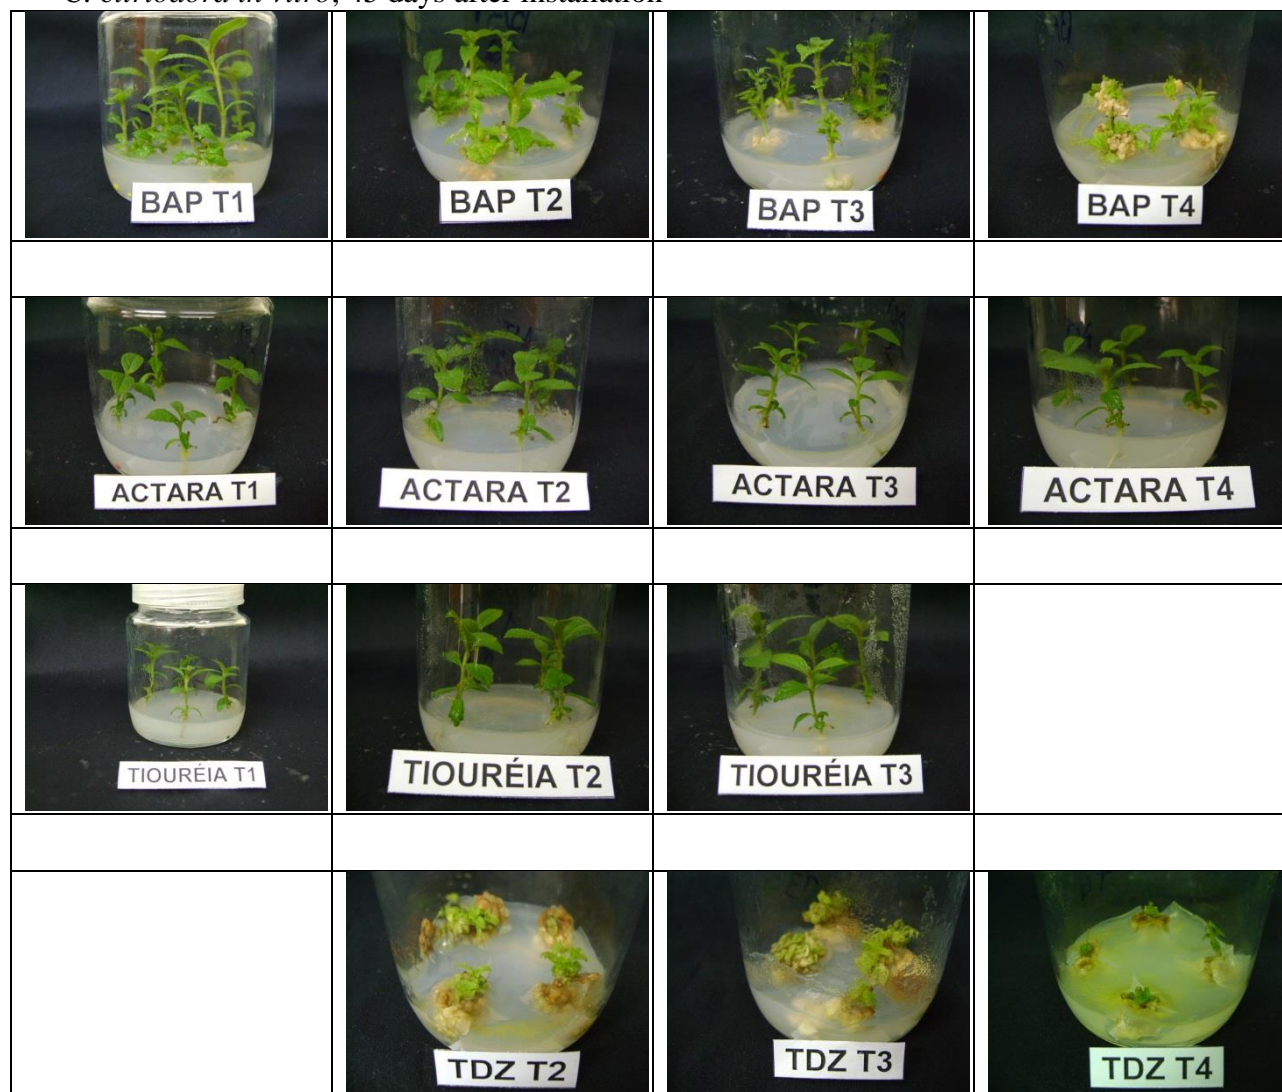 BAP T1
BAP T2
BAP T3
BAP T4
ACTARA T1
ACTARA T2
ACTARA T3
ACTARA T4
TIOURÉIA T1
TIOURÉIA T2
TIOURÉIA T3
TDZ T2
TDZ T3
TDZ T4